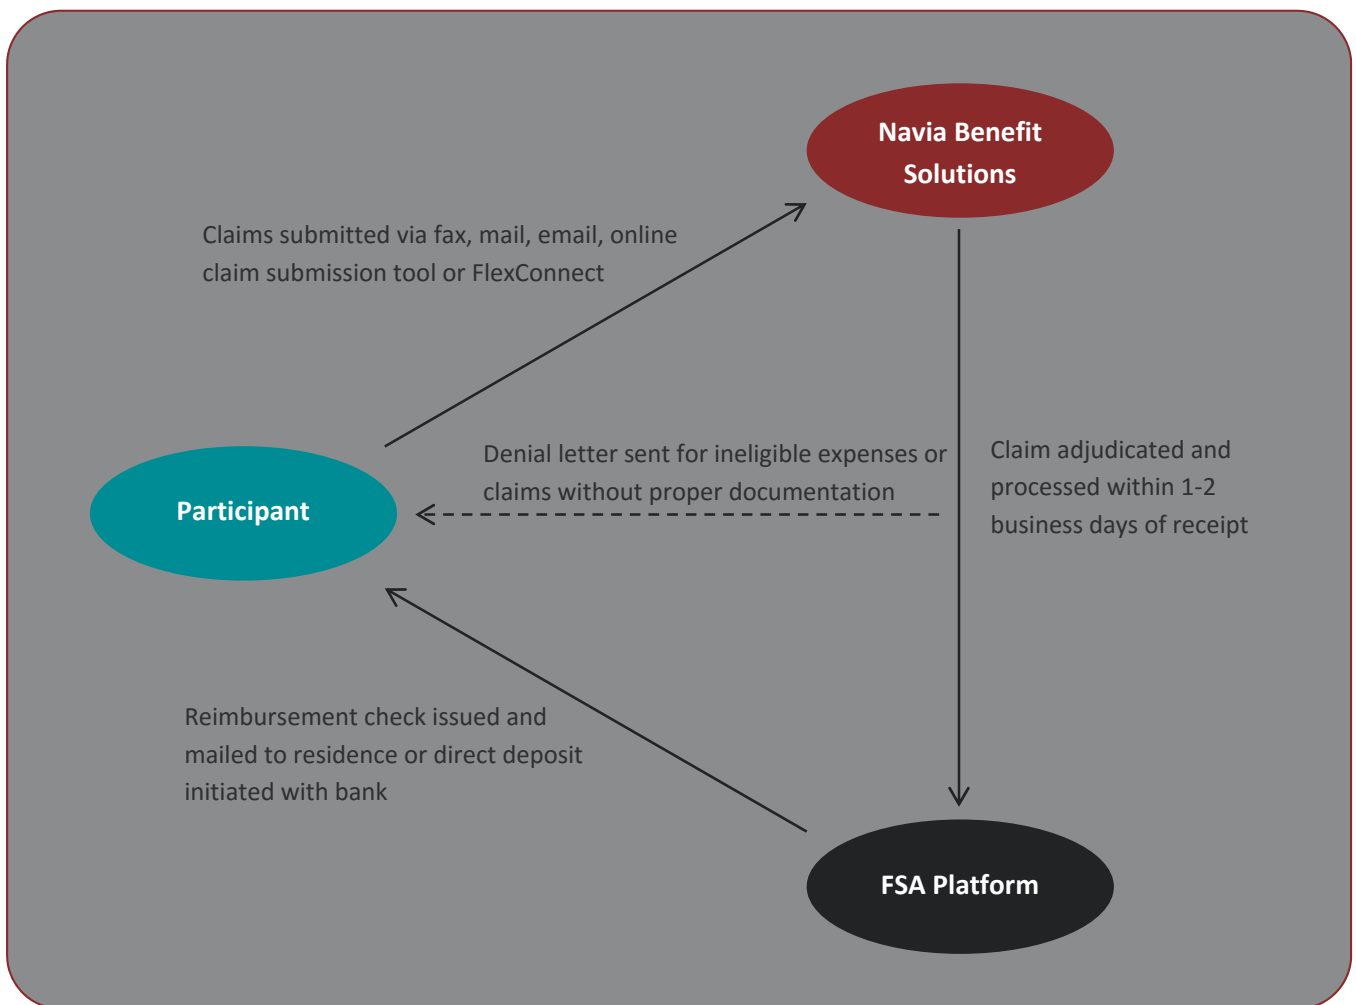 Navia Benefit
Solutions
Claims submitted via fax, mail, email, online
claim submission tool or FlexConnect
Denial letter sent for ineligible expenses or
claims without proper documentation
Claim adjudicated and
processed within 1-2
business days of receipt
Participant
Reimbursement check issued and
mailed to residence or direct deposit
initiated with bank
FSA Platform